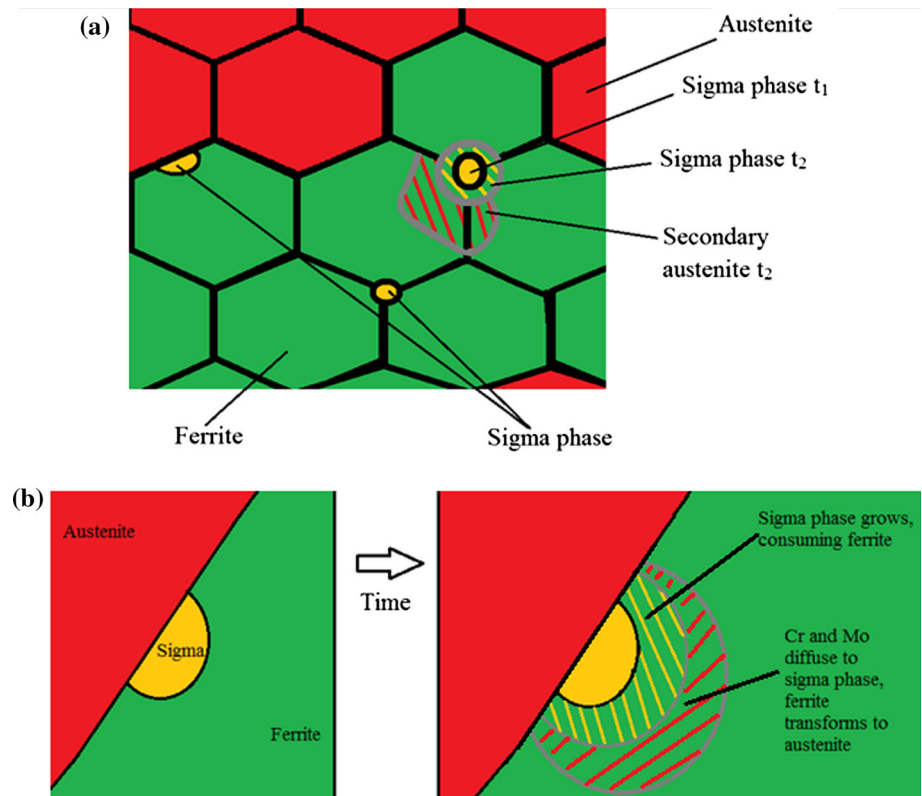 (a)
Austenite
Sigma phase t₁
Sigma phase t₂
Secondary
austenite t₂
Ferrite
Sigma phase
(b)
Austenite
Sigma
Ferrite
Time
Sigma phase grows,
consuming ferrite
Cr and Mo
diffuse to
sigma phase,
ferrite
transforms to
austenite